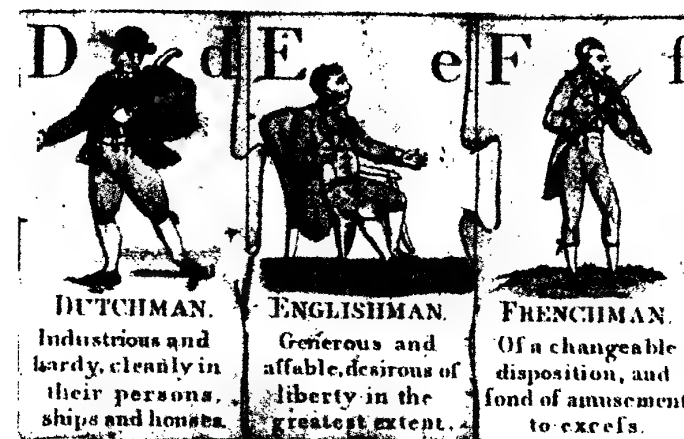 D d
DUTCHMAN.
Industrious and
hardy, cleanly in
their persons,
ships and houses.
E e
ENGLISHMAN.
Generous and
affable, desirous of
liberty in the
greatest extent.
F f
FRENCHMAN.
Of a changeable
disposition, and
fond of amusement
to excefs.